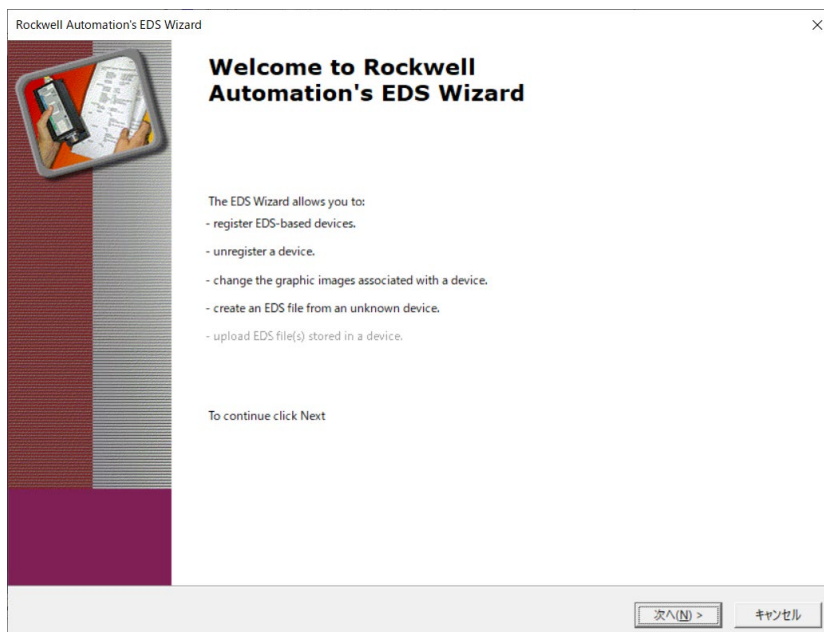 Rockwell Automation's EDS Wizard
Welcome to Rockwell
Automation's EDS Wizard
The EDS Wizard allows you to:
- register EDS-based devices.
- unregister a device.
- change the graphic images associated with a device.
- create an EDS file from an unknown device.
- upload EDS file(s) stored in a device.
To continue click Next
次へ(N) >
キャンセル